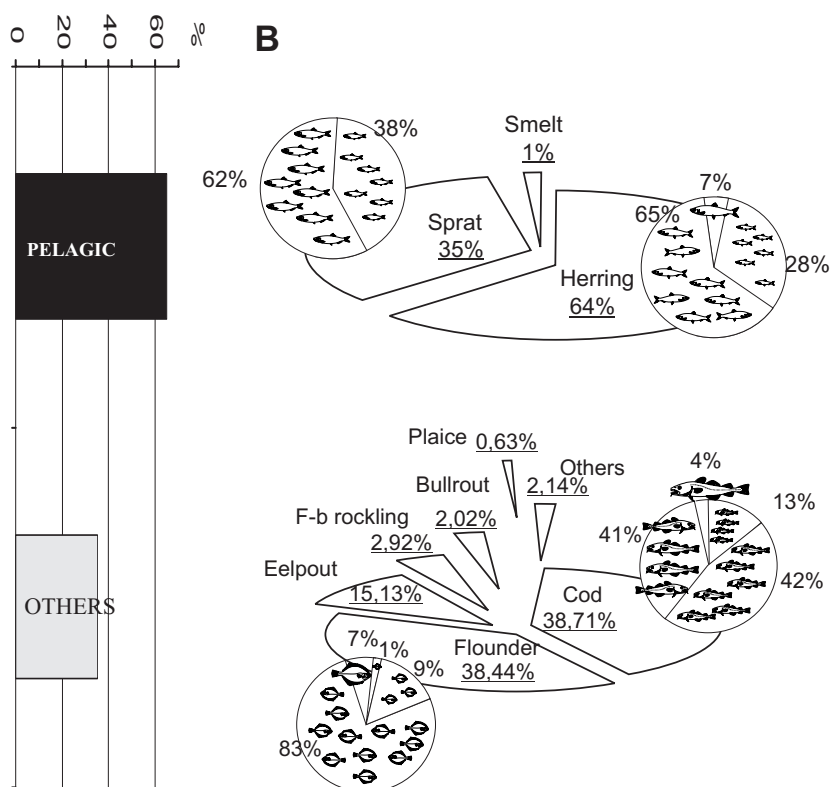 0 20 40 60 %
B
PELAGIC
OTHERS
38%
62%
Sprat
35%
Smelt
1%
7%
65%
28%
Herring
64%
Plaice
0,63%
Others
2,14%
Bullrout
2,02%
F-b rockling
2,92%
Eelpout
15,13%
4%
13%
41%
42%
Cod
38,71%
Flounder
38,44%
7%
1%
9%
83%